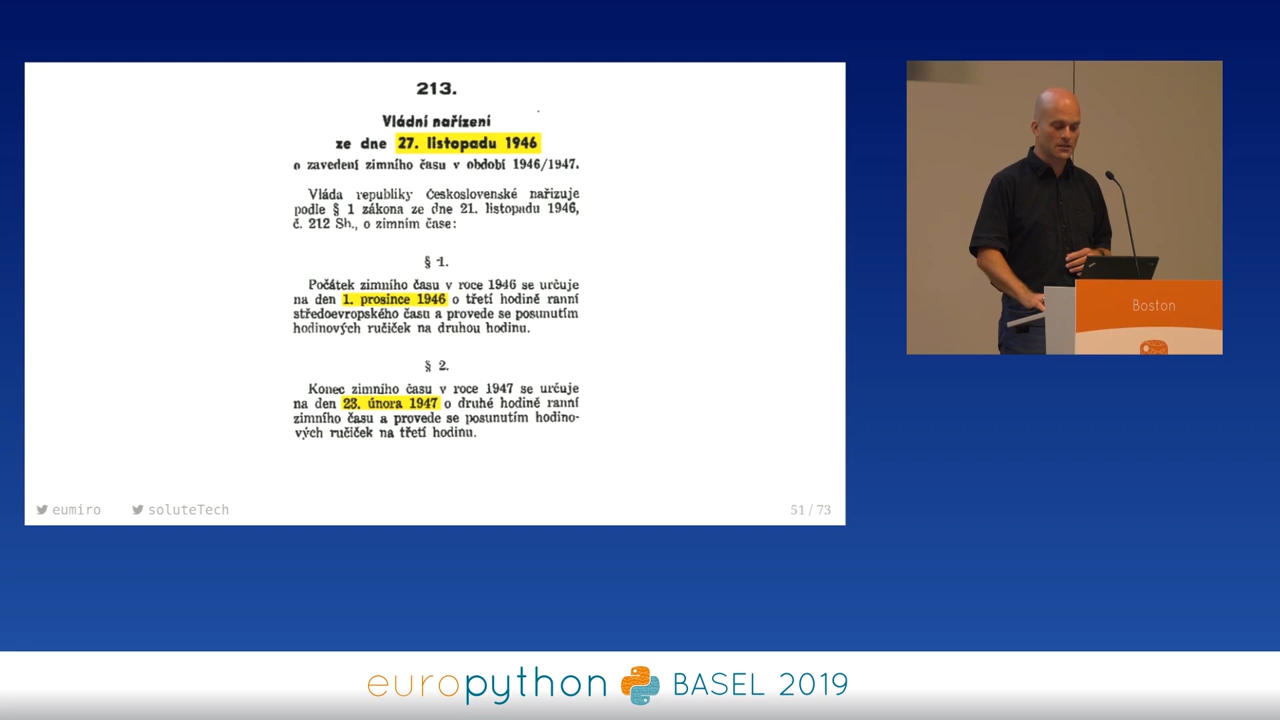 213.
Vládní nařízení
ze dne 27. listopadu 1946
o zavedení zimního času v období 1946/1947.
Vláda republiky Československé nařizuje
podle § 1 zákona ze dne 21. listopadu 1946,
č. 212 Sb., o zimním čase:
§ 1.
Počátek zimního času v roce 1946 se určuje
na den 1. prosince 1946 o třetí hodině ranní
středoevropského času a provede se posunutím
hodinových ručiček na druhou hodinu.
§ 2.
Konec zimního času v roce 1947 se určuje
na den 23. února 1947 o druhé hodině ranní
zimního času a provede se posunutím hodino-
vých ručiček na třetí hodinu.
eumiro soluteTech 51 / 73
Boston
europython BASEL 2019